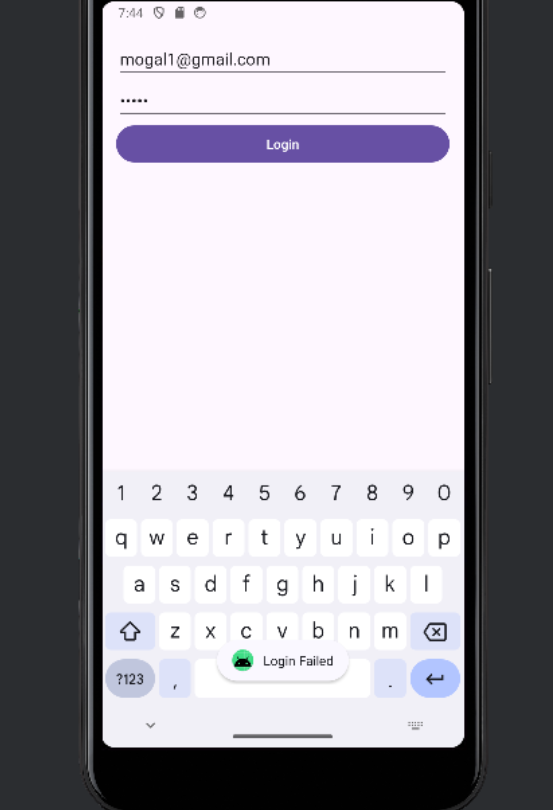 7:44
mogal1@gmail.com
•••••
Login
1 2 3 4 5 6 7 8 9 0
q w e r t y u i o p
a s d f g h j k l
z x c v b n m
Login Failed
?123 , .